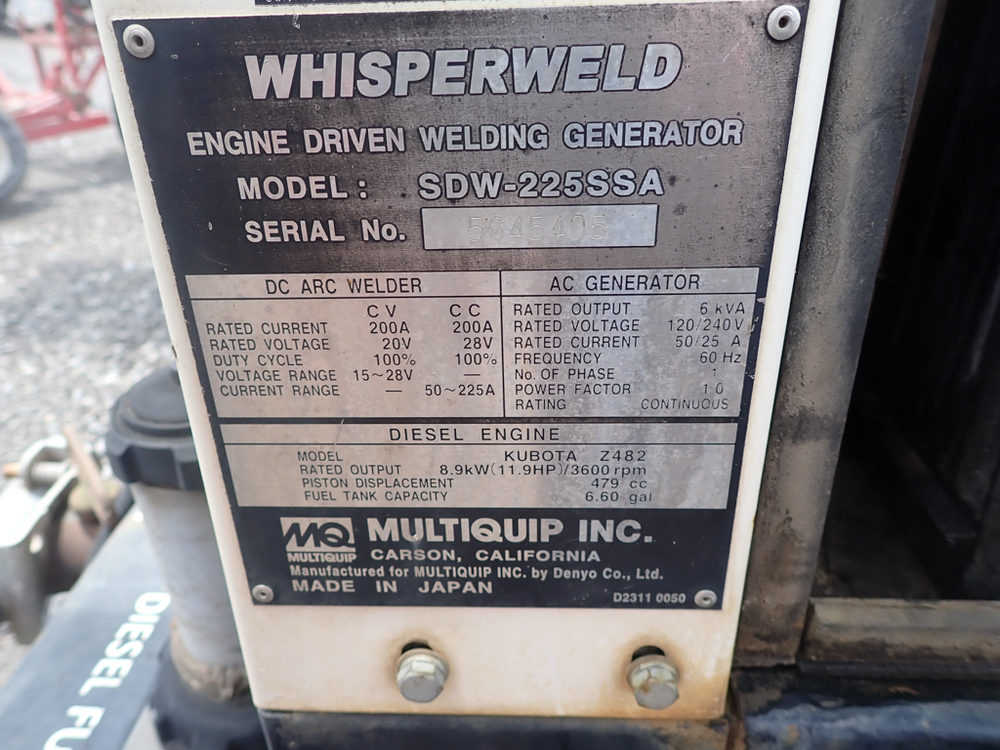 WHISPERWELD
ENGINE DRIVEN WELDING GENERATOR
MODEL : SDW-225SSA
SERIAL No. 5645405
DC ARC WELDER
CV CC
RATED CURRENT 200A 200A
RATED VOLTAGE 20V 28V
DUTY CYCLE 100% 100%
VOLTAGE RANGE 15~28V —
CURRENT RANGE — 50~225A
AC GENERATOR
RATED OUTPUT 6 kVA
RATED VOLTAGE 120/240V
RATED CURRENT 50/25 A
FREQUENCY 60 Hz
No. OF PHASE 1
POWER FACTOR 1.0
RATING CONTINUOUS
DIESEL ENGINE
MODEL KUBOTA Z482
RATED OUTPUT 8.9kW(11.9HP)/3600rpm
PISTON DISPLACEMENT 479 cc
FUEL TANK CAPACITY 6.60 gal
MQ MULTIQUIP INC.
MULTIQUIP CARSON, CALIFORNIA
Manufactured for MULTIQUIP INC. by Denyo Co., Ltd.
MADE IN JAPAN D2311 0050
DIESEL FU